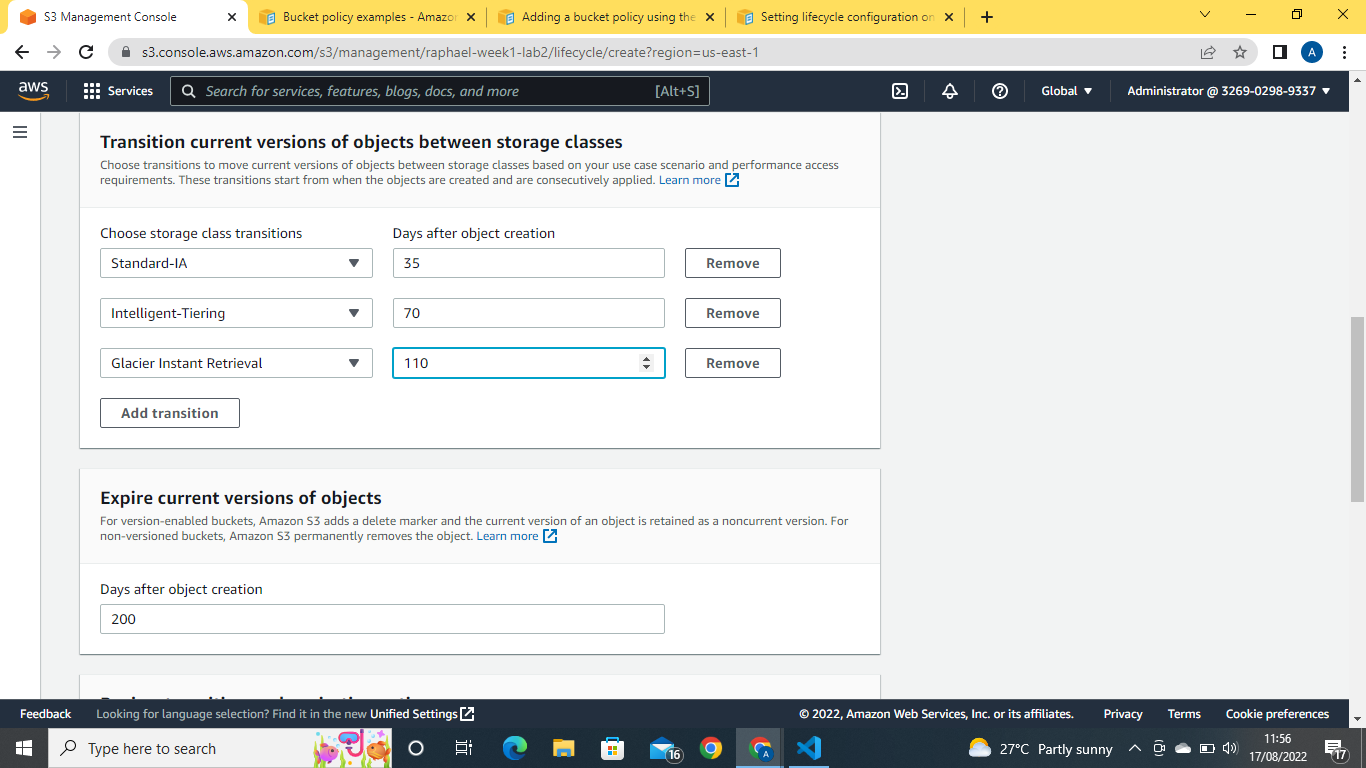 S3 Management Console
Bucket policy examples - Amazo
Adding a bucket policy using the
Setting lifecycle configuration on
s3.console.aws.amazon.com/s3/management/raphael-week1-lab2/lifecycle/create?region=us-east-1
A
aws
Services
Search for services, features, blogs, docs, and more
[Alt+S]
Global
Administrator @ 3269-0298-9337
Transition current versions of objects between storage classes
Choose transitions to move current versions of objects between storage classes based on your use case scenario and performance access
requirements. These transitions start from when the objects are created and are consecutively applied. Learn more
Choose storage class transitions
Days after object creation
Standard-IA
35
Remove
Intelligent-Tiering
70
Remove
Glacier Instant Retrieval
110
Remove
Add transition
Expire current versions of objects
For version-enabled buckets, Amazon S3 adds a delete marker and the current version of an object is retained as a noncurrent version. For
non-versioned buckets, Amazon S3 permanently removes the object. Learn more
Days after object creation
200
Feedback
Looking for language selection? Find it in the new Unified Settings
© 2022, Amazon Web Services, Inc. or its affiliates.
Privacy
Terms
Cookie preferences
Type here to search
16
A
27°C Partly sunny
11:56
17/08/2022
17